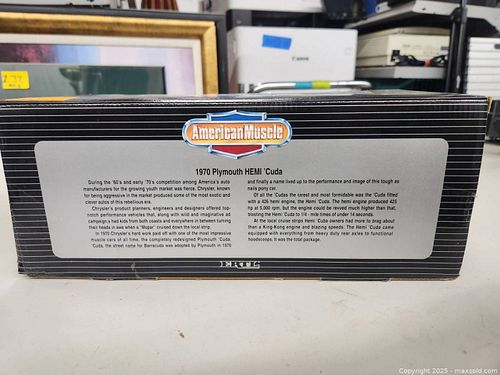 Canon
AmericanMuscle
1970 Plymouth HEMI 'Cuda
During the '60's and early '70's competition among America's auto
manufacturers for the growing youth market was fierce. Chrysler, known
for being aggressive in the market produced some of the most exotic and
clever autos of this rebellious era.
Chrysler's product planners, engineers and designers offered top-
notch performance vehicles that, along with wild and imaginative ad
campaigns had kids from both coasts and everywhere in between turning
their heads in awe when a "Mopar" cruised down the local strip.
In 1970 Chrysler's hard work paid off with one of the most impressive
muscle cars of all time, the completely redesigned Plymouth 'Cuda.
'Cuda, the street name for Barracuda was adopted by Plymouth in 1970
and finally a name lived up to the performance and image of this tough as
nails pony car.
Of all the 'Cudas the rarest and most formidable was the 'Cuda fitted
with a 426 hemi engine, the Hemi 'Cuda. The hemi engine produced 425
hp at 5,000 rpm, but the engine could be revved much higher than that,
blasting the Hemi 'Cuda to 1/4 - mile times of under 14 seconds.
At the local cruise strips Hemi 'Cuda owners had more to brag about
than a King-Kong engine and blazing speeds. The Hemi 'Cuda came
equipped with everything from heavy duty rear axles to functional
hoodscoops. It was the total package.
ERTL
Copyright 2025 - maxsold.com